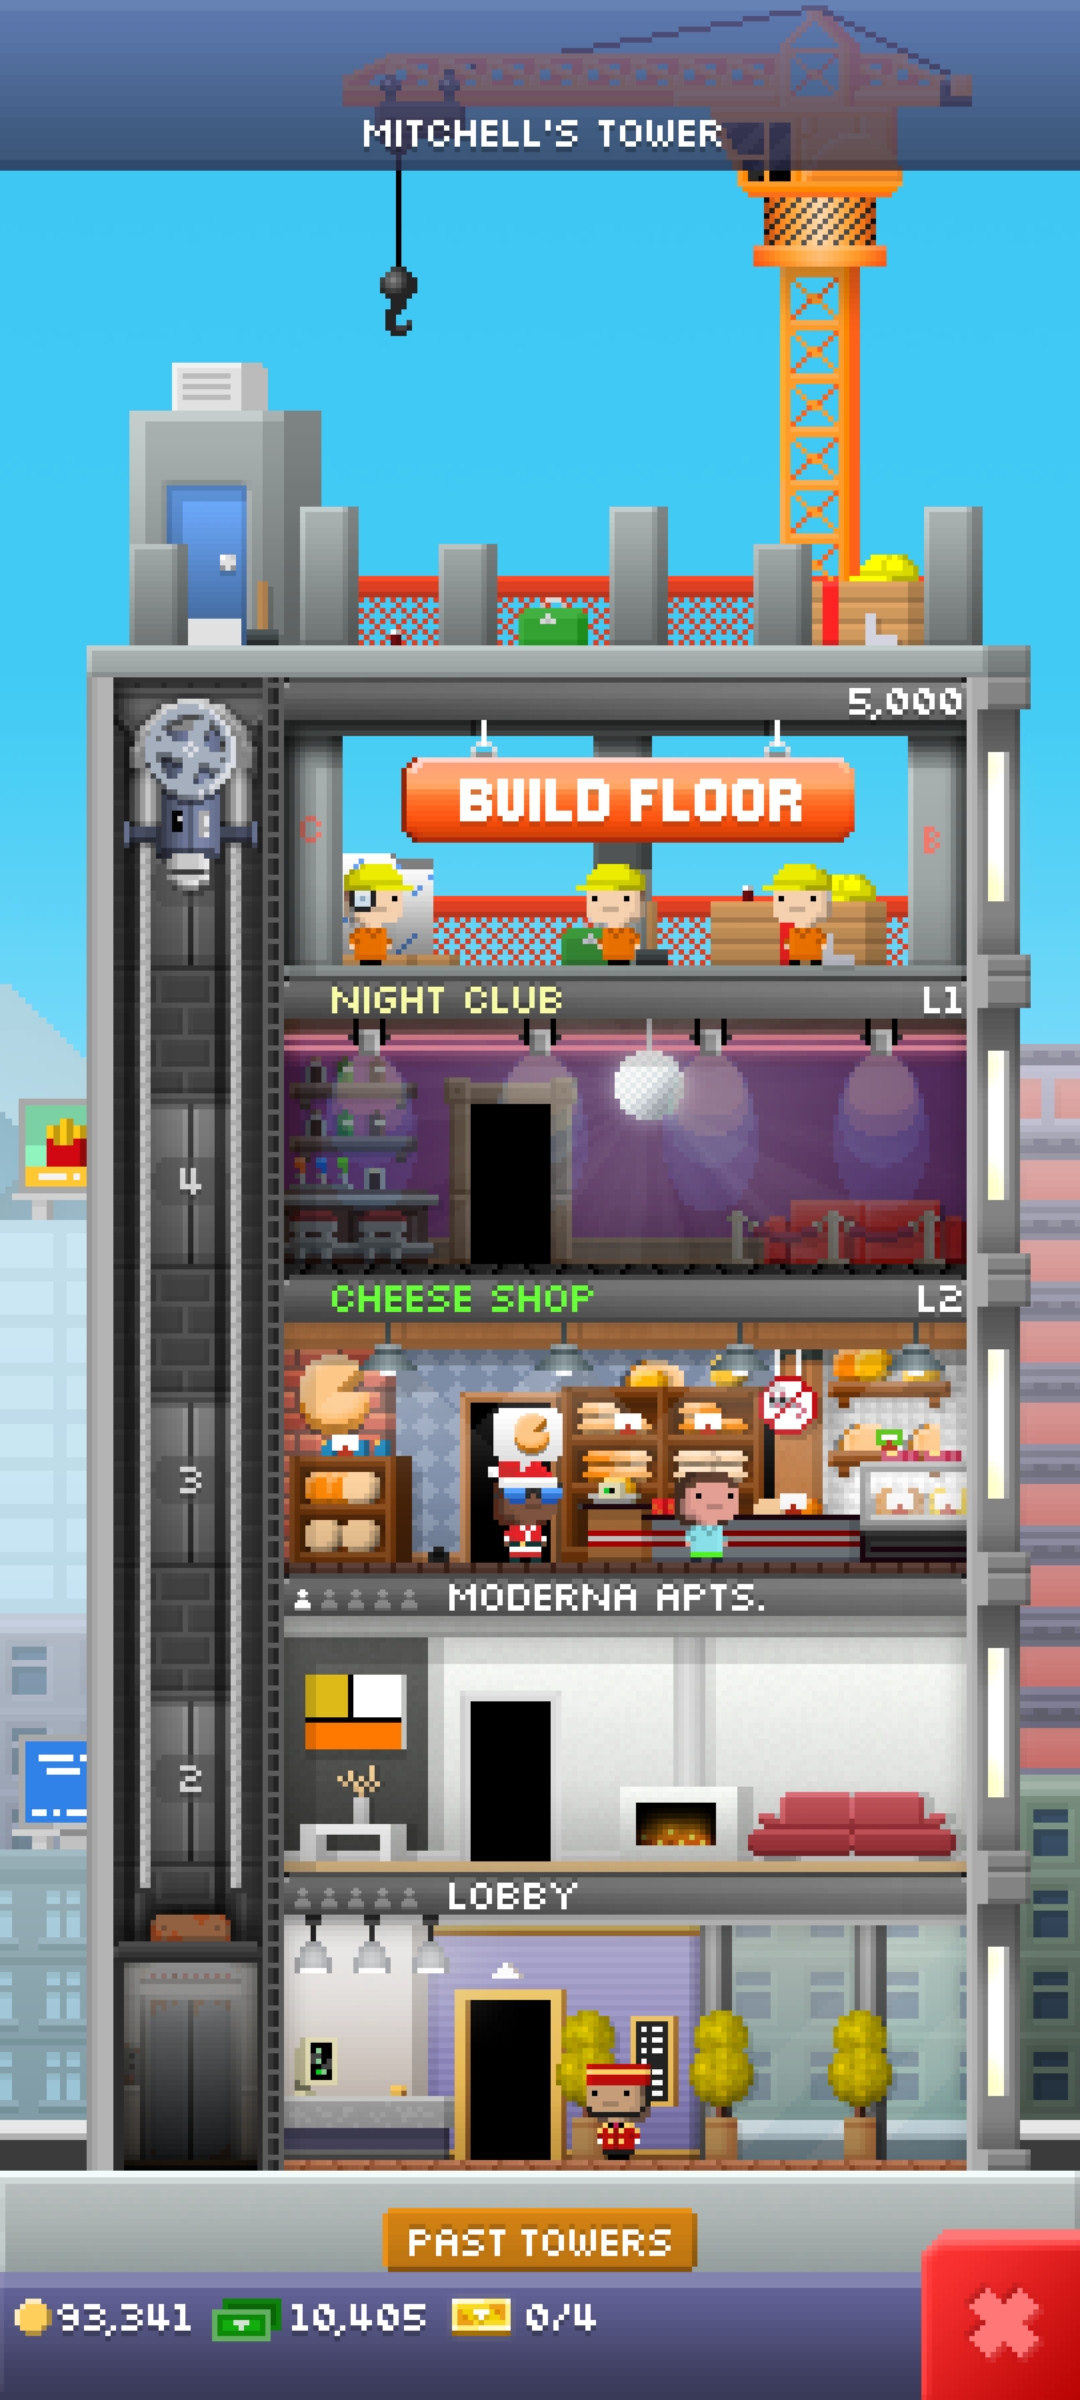 MITCHELL'S TOWER
5,000
BUILD FLOOR
C
B
NIGHT CLUB L1
4
CHEESE SHOP L2
3
MODERNA APTS.
2
LOBBY
PAST TOWERS
93,341 10,405 0/4